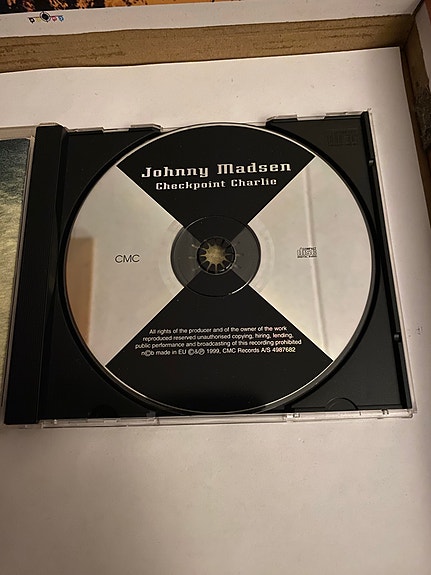 Johnny Madsen
Checkpoint Charlie
CMC
All rights of the producer and of the owner of the work
reproduced reserved unauthorised copying, hiring, lending,
public performance and broadcasting of this recording prohibited
n©b made in EU ©&℗ 1999, CMC Records A/S 4987682